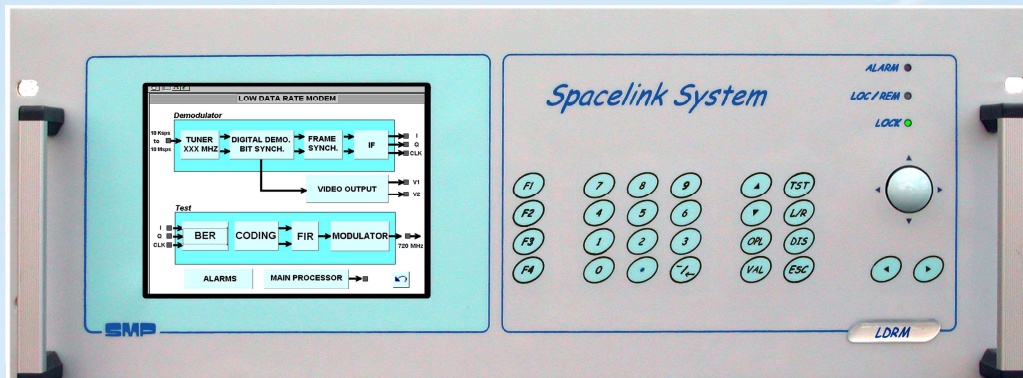 LOW DATA RATE MODEM
Demodulator
10 Ksps
to
10 Msps
TUNER
XXX MHZ
DIGITAL DEMO.
BIT SYNCH.
FRAME
SYNCH.
IF
I
Q
CLK
VIDEO OUTPUT
V1
V2
Test
I
Q
CLK
BER
CODING
FIR
MODULATOR
720 MHz
ALARMS
MAIN PROCESSOR
SMP
Spacelink System
ALARM
LOC / REM
LOCK
F1 7 8 9 TST
F2 4 5 6 L/R
F3 1 2 3 OPL DIS
F4 0 . -/ VAL ESC
LDRM